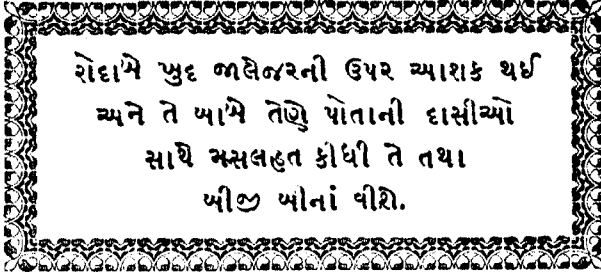 રોદાએ ખુદ જાલેજરની ઉપર આશક થઈ
અને તે બાએ તેણે પોતાની દાસીઓ
સાથે મસલહત કીધી તે તથા
બીજી બીનાં વીશે.